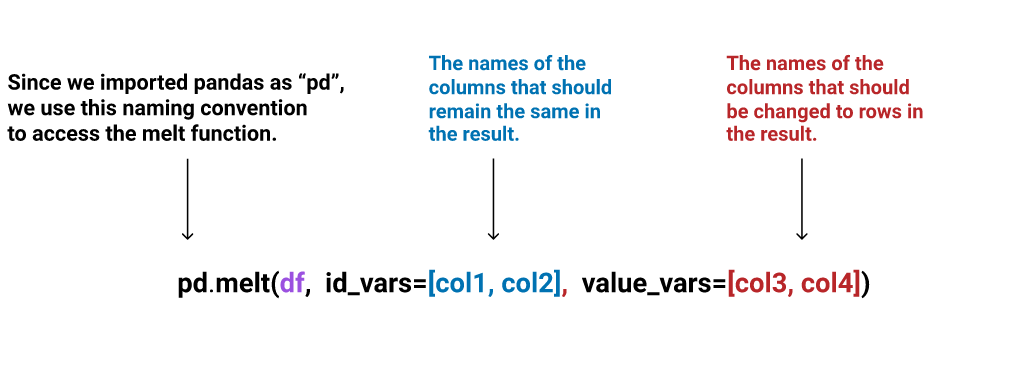 Since we imported pandas as “pd”,
we use this naming convention
to access the melt function.
The names of the
columns that should
remain the same in
the result.
The names of the
columns that should
be changed to rows in
the result.
pd.melt(df, id_vars=[col1, col2], value_vars=[col3, col4])